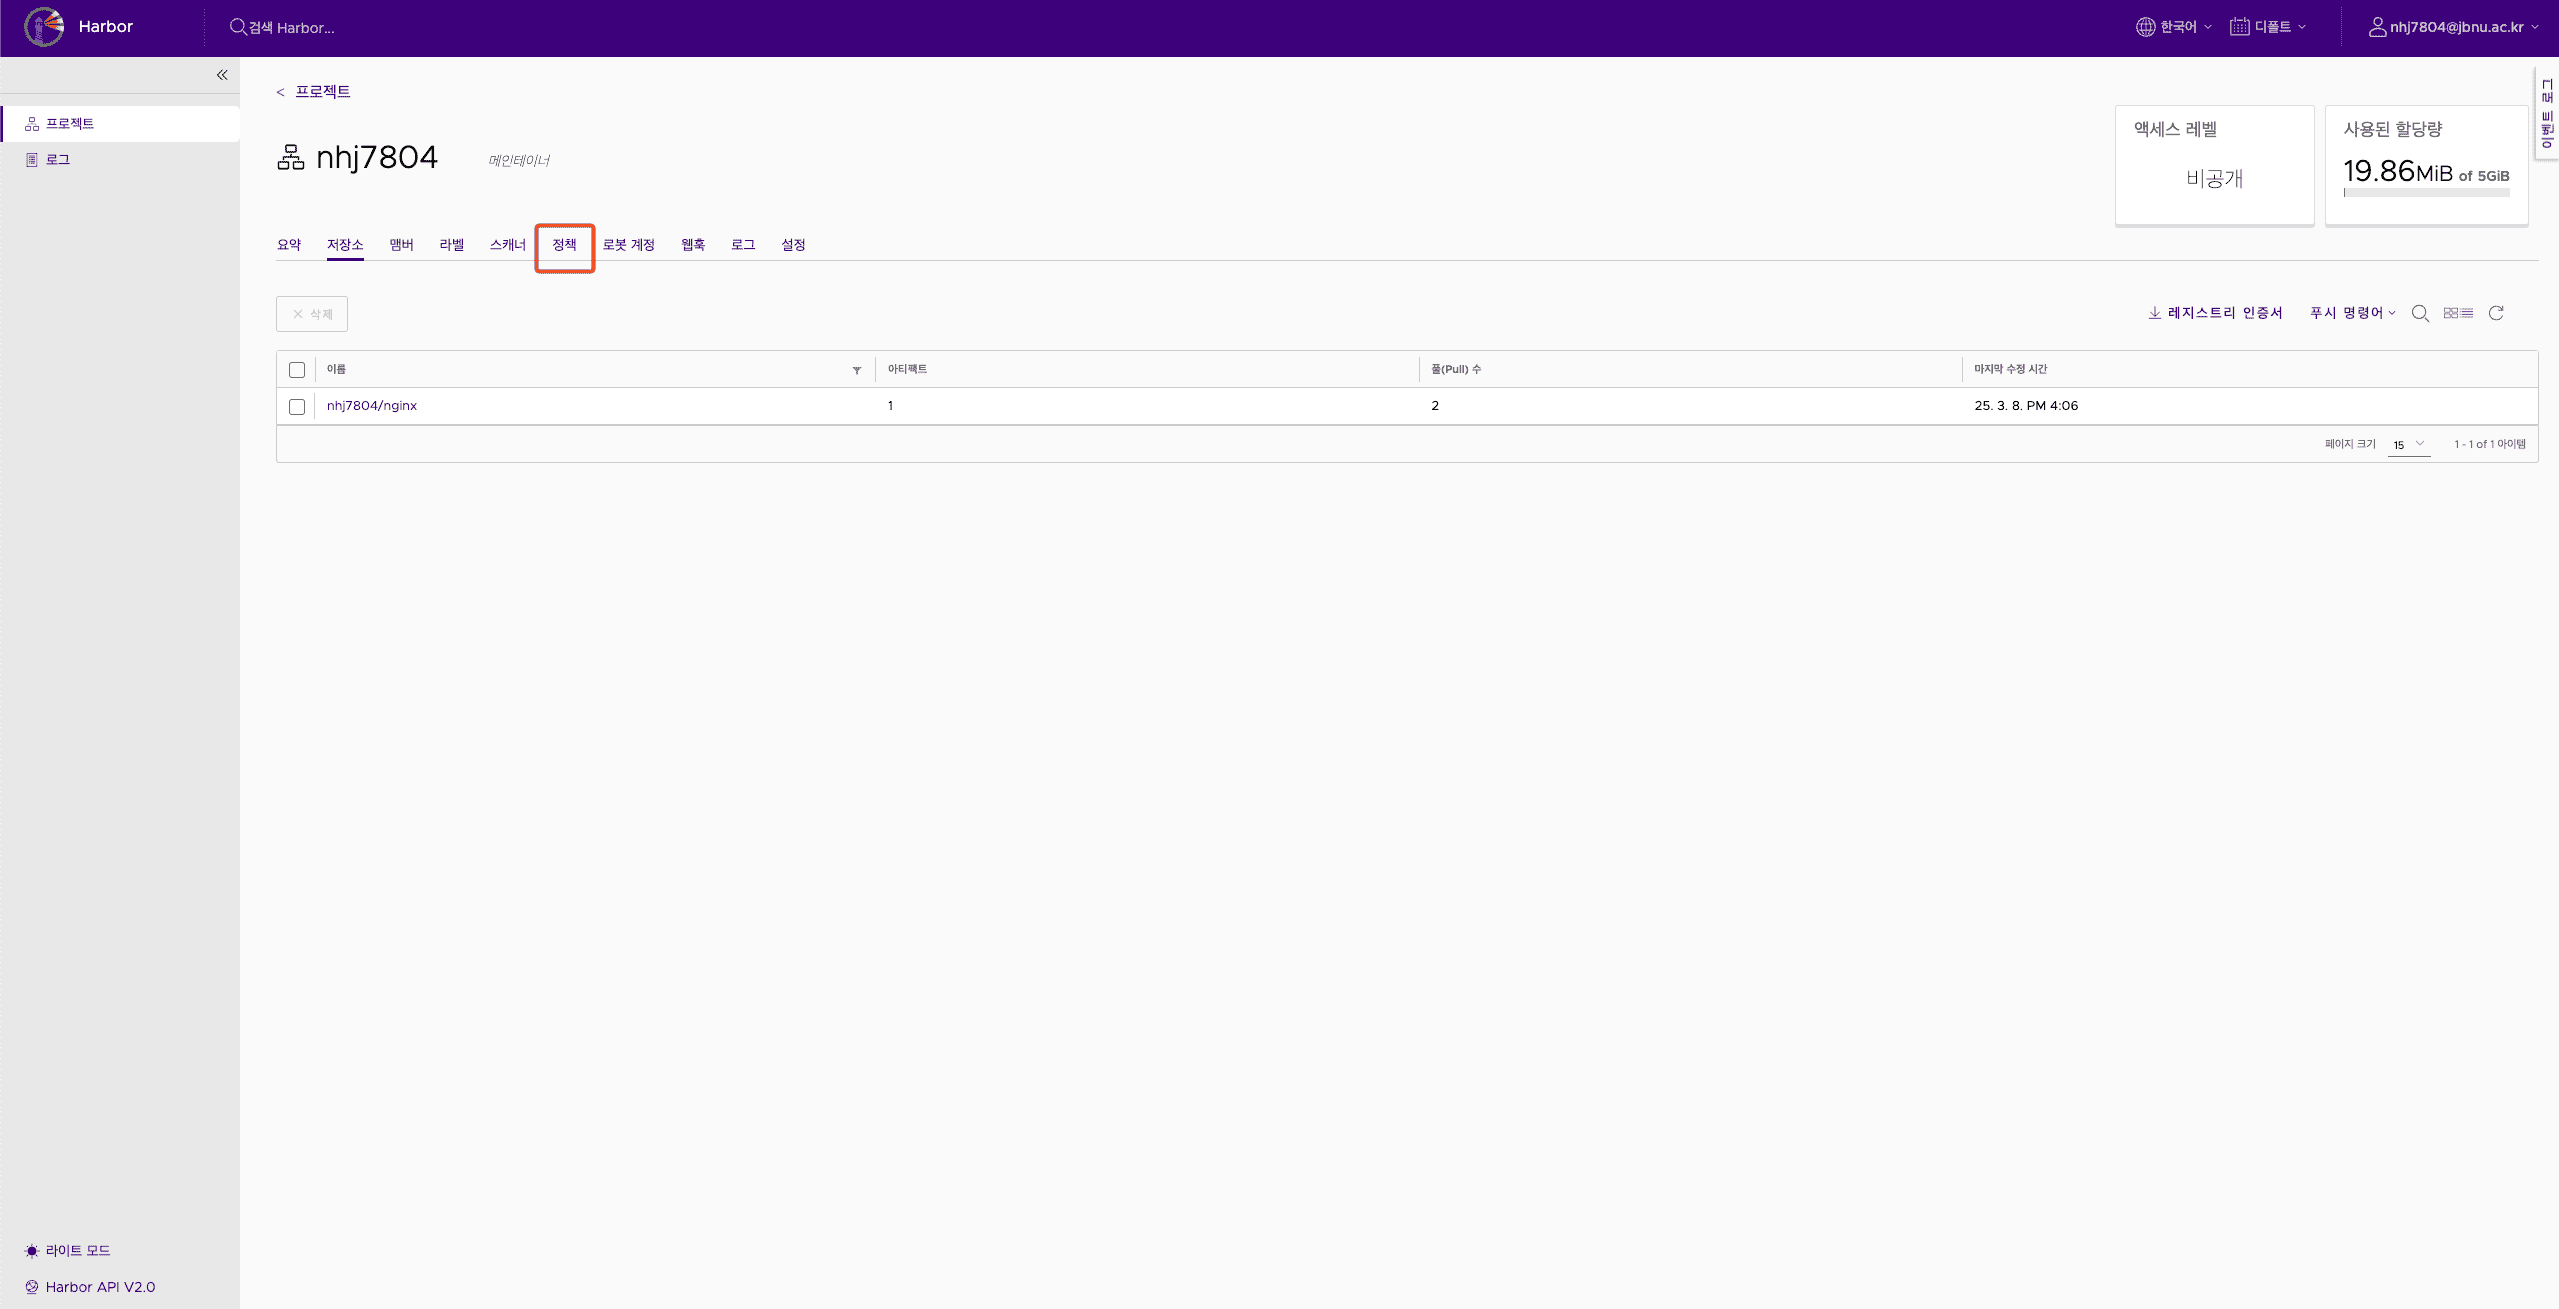 Harbor
검색 Harbor...
한국어
디폴트
nhj7804@jbnu.ac.kr
프로젝트
로그
라이트 모드
Harbor API V2.0
< 프로젝트
nhj7804 메인테이너
액세스 레벨
비공개
사용된 할당량
19.86MiB of 5GiB
이벤트 로그
요약 저장소 맴버 라벨 스캐너 정책 로봇 계정 웹훅 로그 설정
삭제
레지스트리 인증서 푸시 명령어
이름 아티팩트 풀(Pull) 수 마지막 수정 시간
nhj7804/nginx 1 2 25. 3. 8. PM 4:06
페이지 크기 15 1 - 1 of 1 아이템